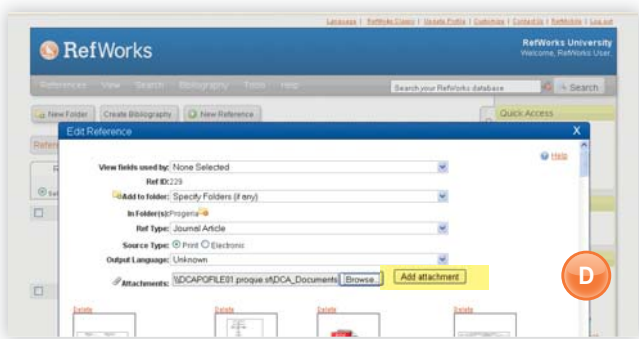 Language | RefWorks Classic | Update Profile | Customize | Contact Us | RefMobile | Log out
RefWorks
RefWorks University
Welcome, RefWorks User.
References View Search Bibliography Tools Help
Search your RefWorks database
Search
New Folder Create Bibliography New Reference
Quick Access
Edit Reference X
Help
View fields used by: None Selected
Ref ID: 229
Add to folder: Specify Folders (if any)
In Folder(s): Progeria
Ref Type: Journal Article
Source Type: Print Electronic
Output Language: Unknown
Attachments: \\DCAPQFILE01.proque.st\DCA_Documents Browse... Add attachment
D
Delete Delete Delete Delete